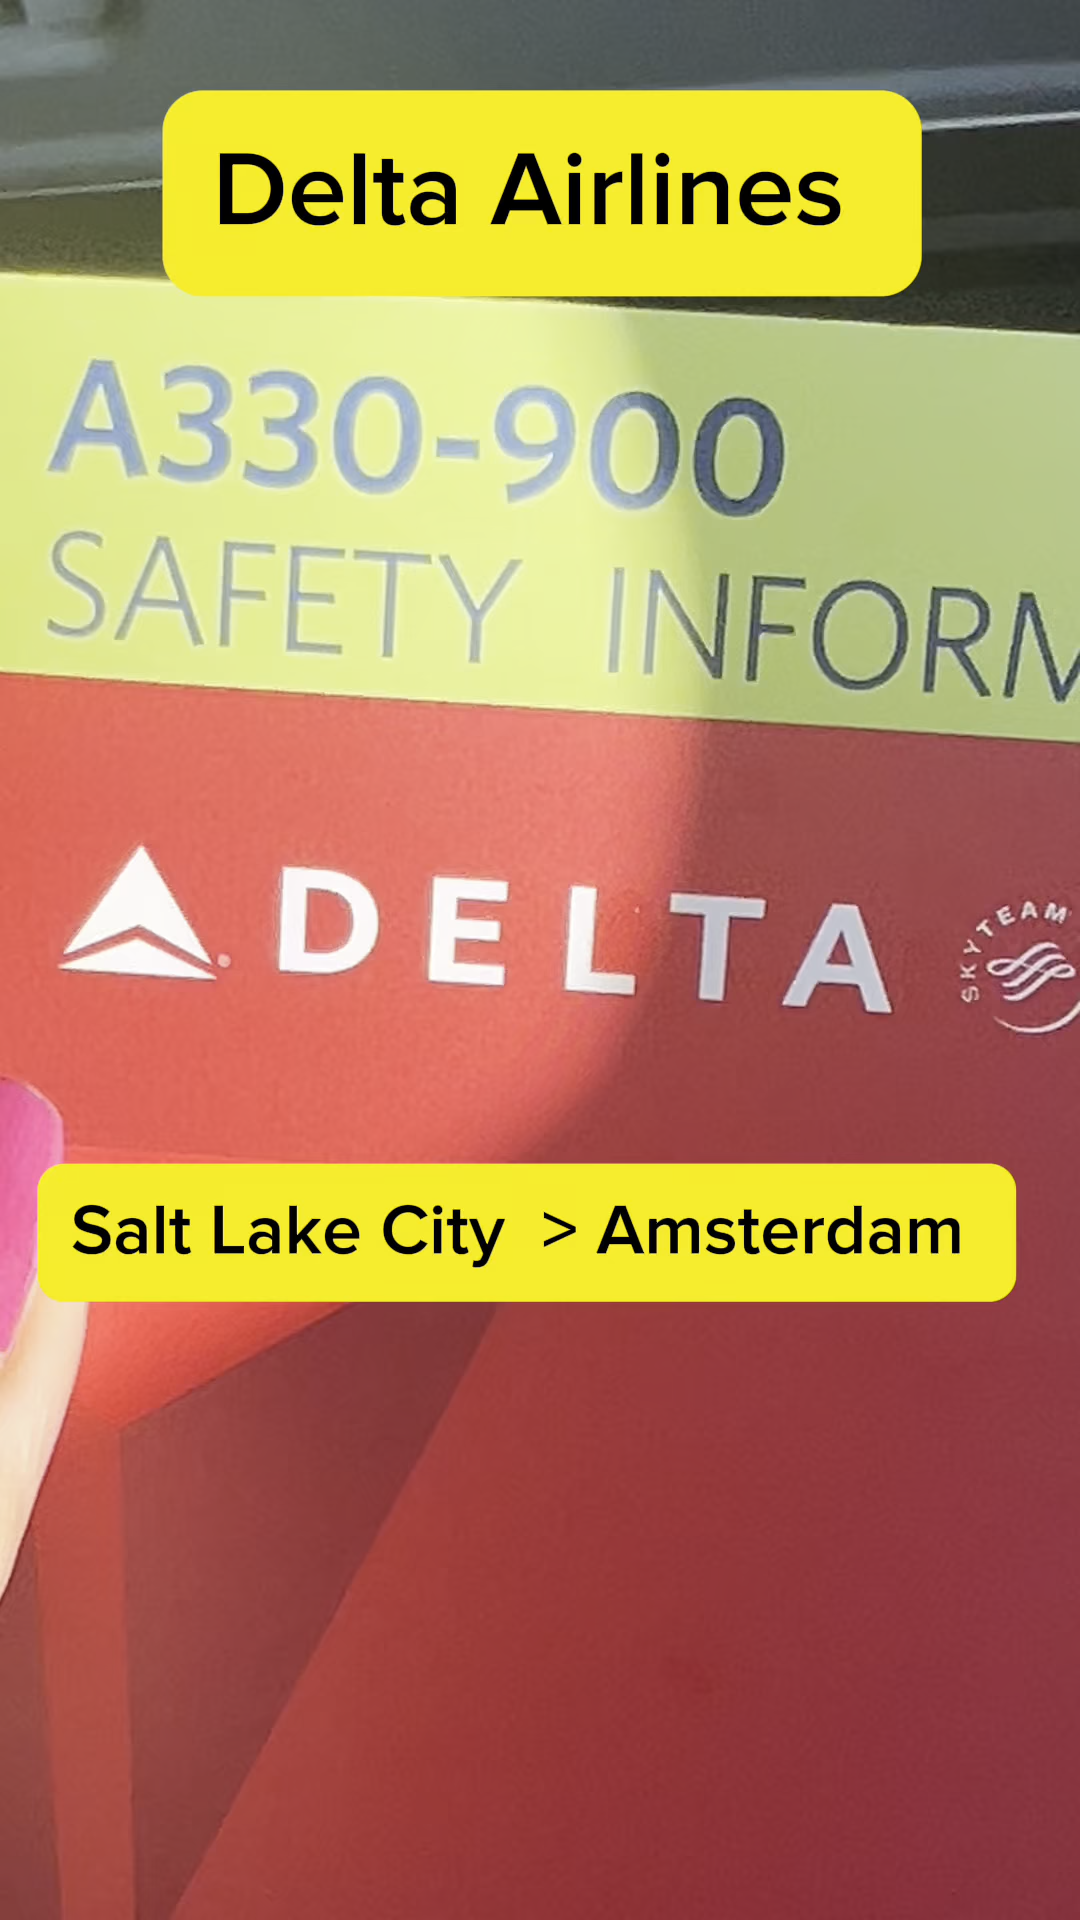 Delta Airlines
A330-900
SAFETY INFORM
DELTA
SKYTEAM
Salt Lake City > Amsterdam